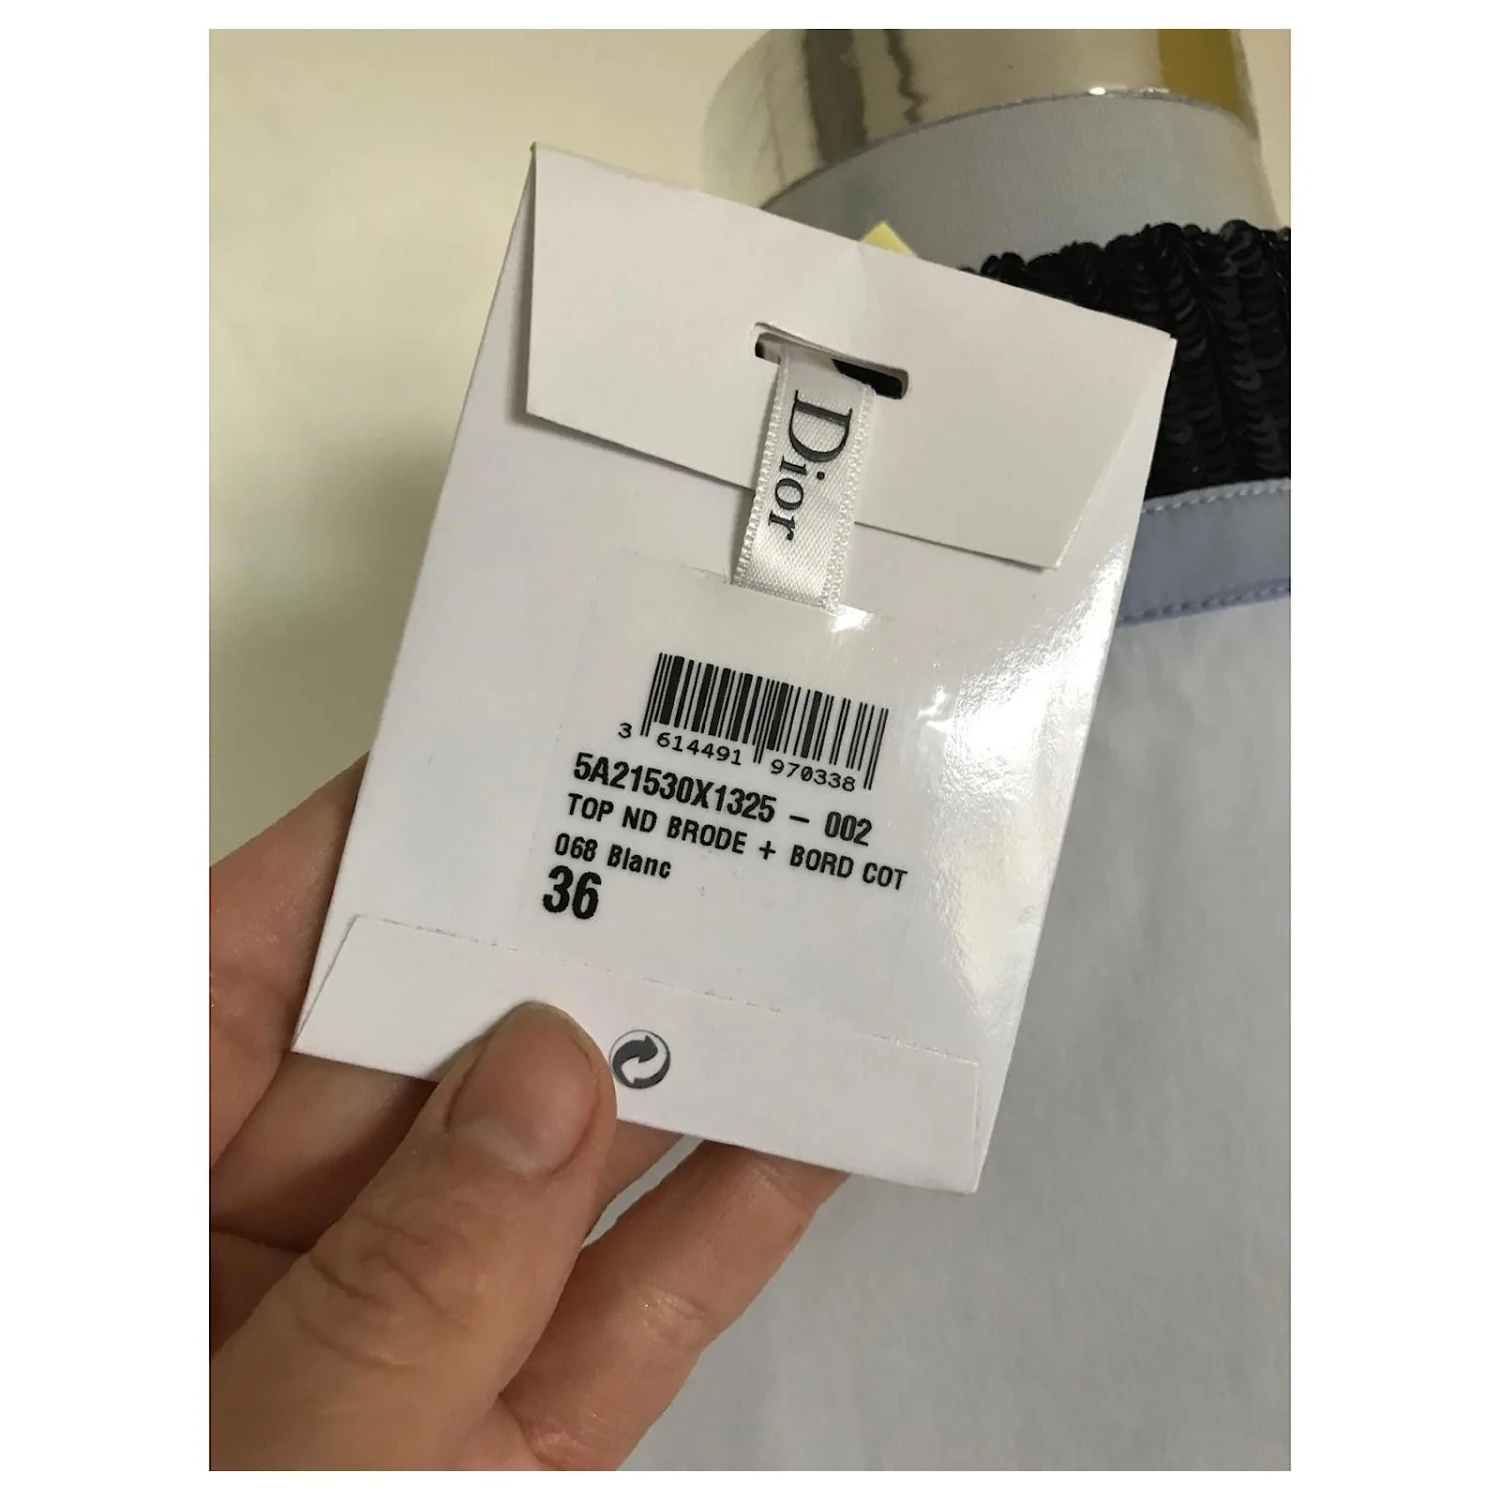 Dior
3 614491 970338
5A21530X1325 - 002
TOP ND BRODE + BORD COT
068 Blanc
36